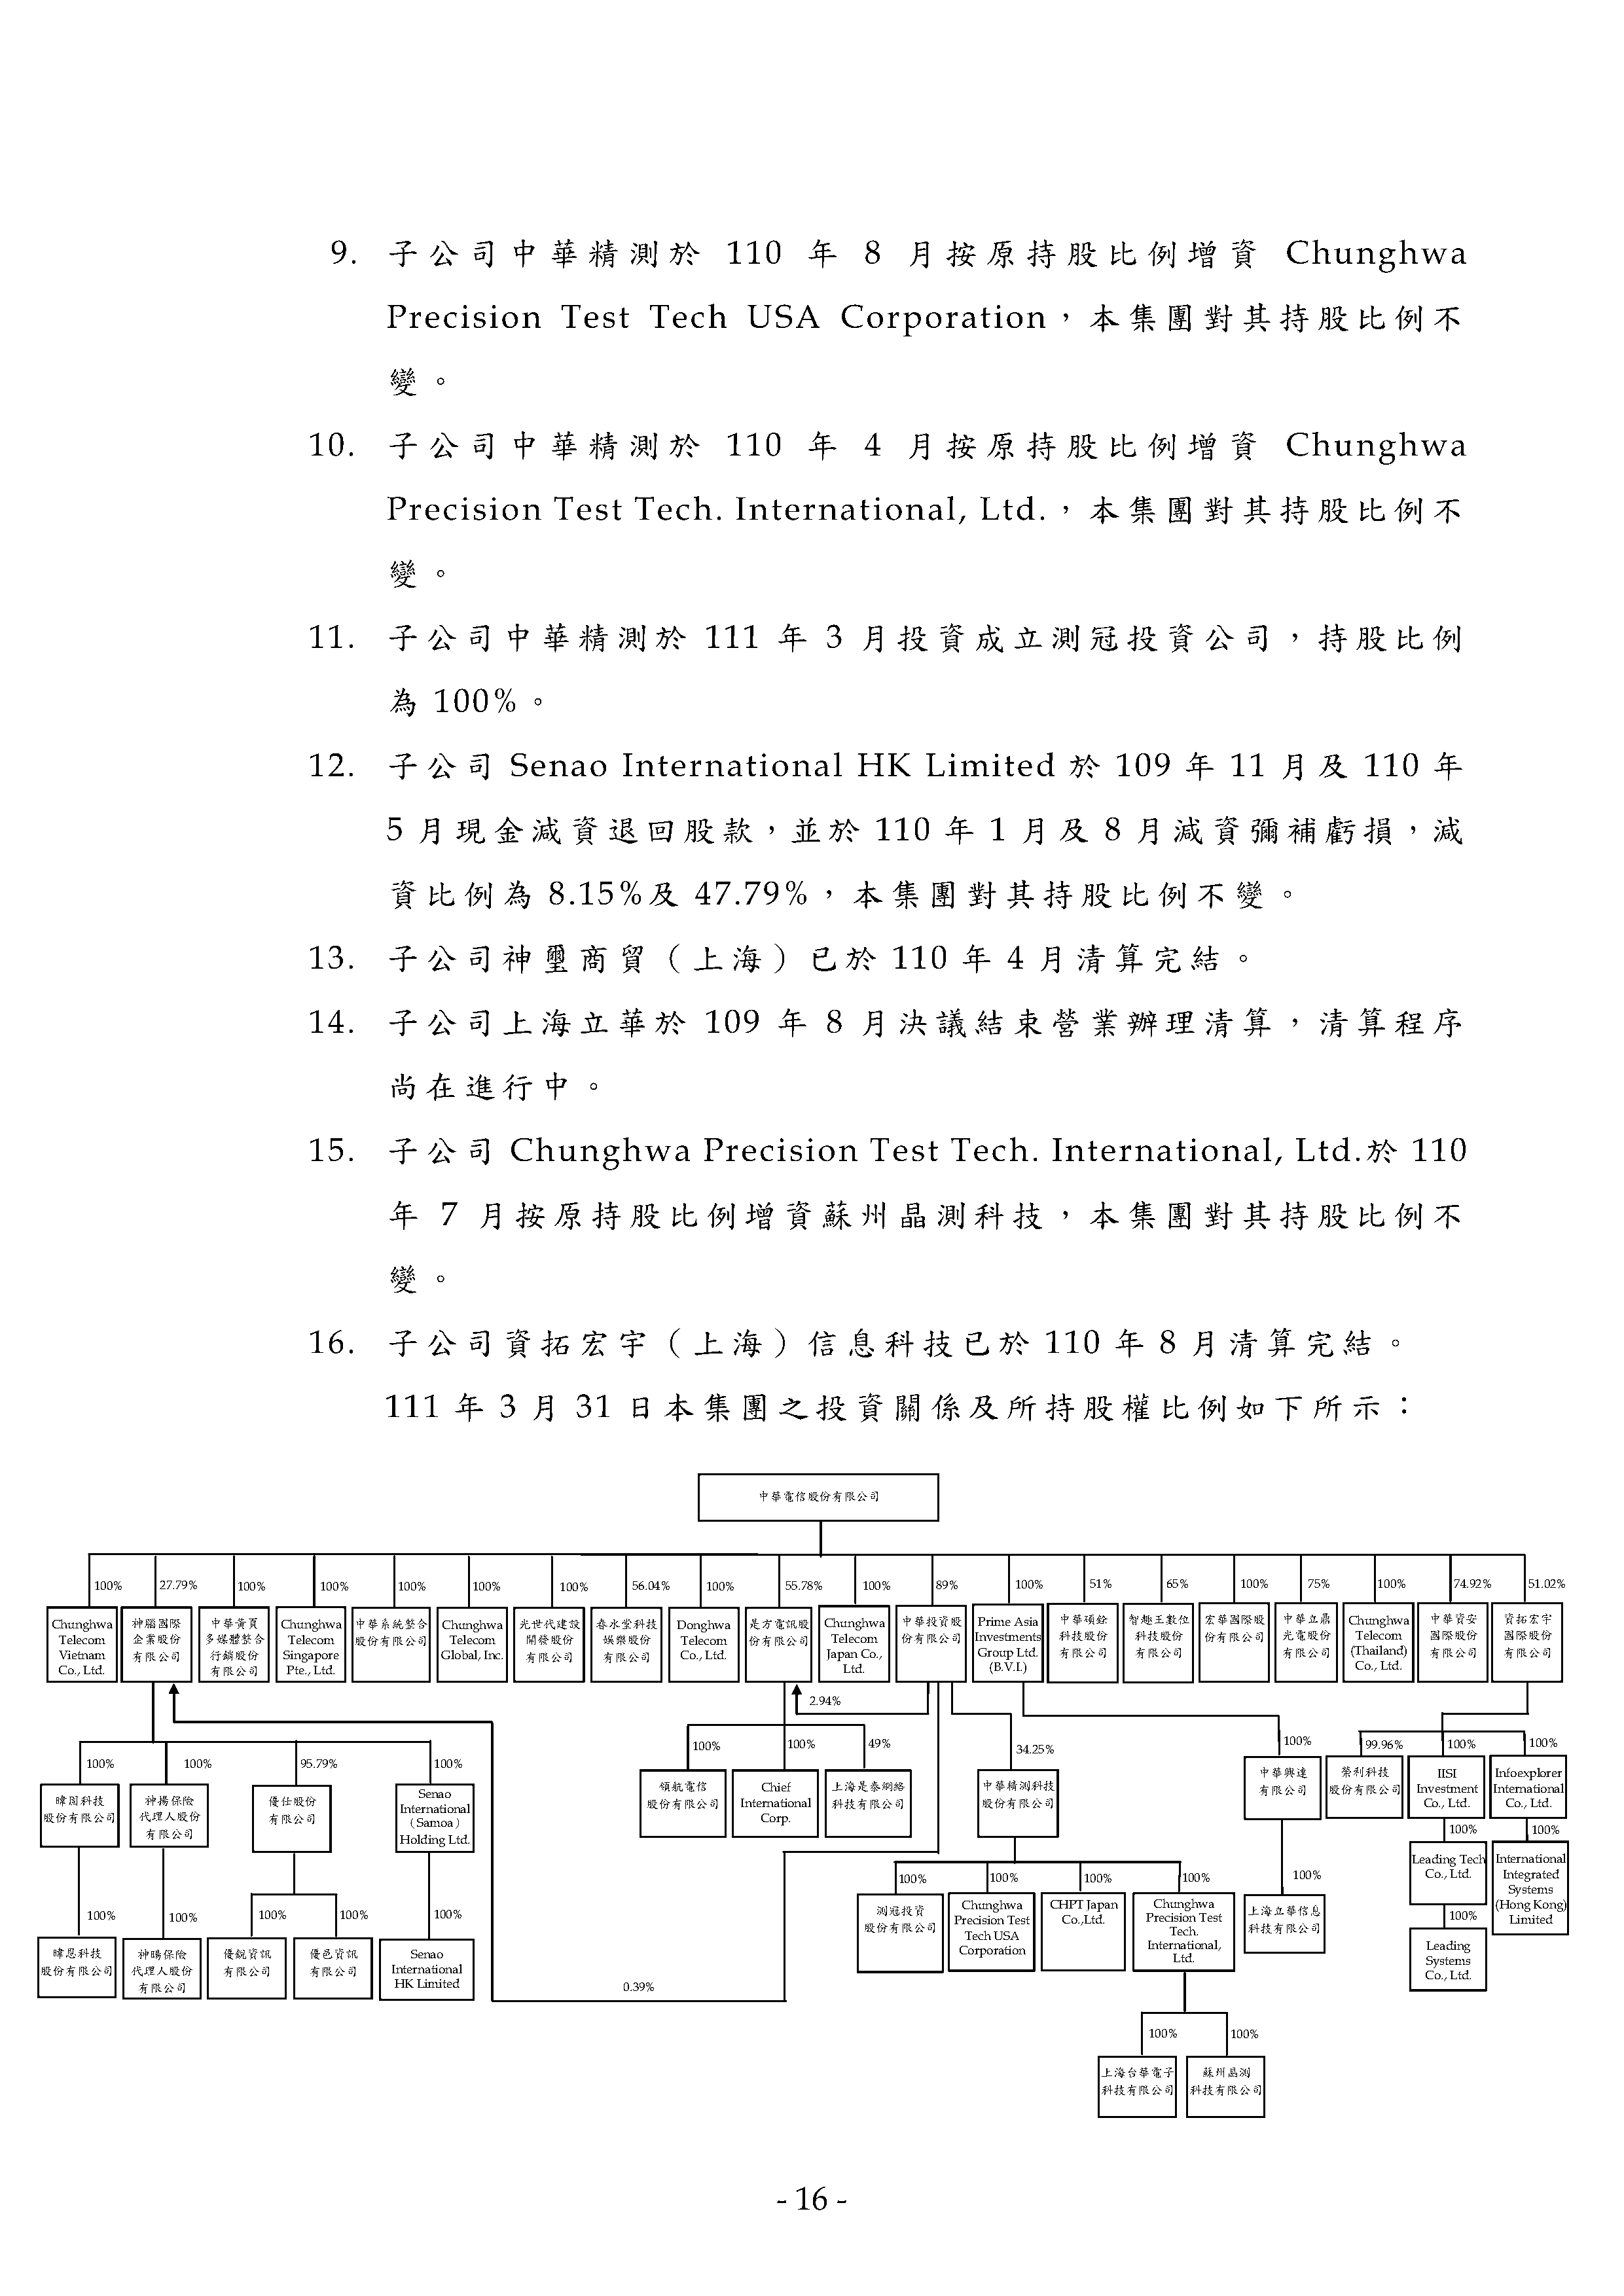 9. 子公司中華精測於 110 年 8 月按原持股比例增資 Chunghwa
Precision Test Tech USA Corporation，本集團對其持股比例不
變。
10. 子公司中華精測於 110 年 4 月按原持股比例增資 Chunghwa
Precision Test Tech. International, Ltd.，本集團對其持股比例不
變。
11. 子公司中華精測於 111 年 3 月投資成立測冠投資公司，持股比例
為 100%。
12. 子公司 Senao International HK Limited 於 109 年 11 月及 110 年
5 月現金減資退回股款，並於 110 年 1 月及 8 月減資彌補虧損，減
資比例為 8.15%及 47.79%，本集團對其持股比例不變。
13. 子公司神璽商貿（上海）已於 110 年 4 月清算完結。
14. 子公司上海立華於 109 年 8 月決議結束營業辦理清算，清算程序
尚在進行中。
15. 子公司 Chunghwa Precision Test Tech. International, Ltd.於 110
年 7 月按原持股比例增資蘇州晶測科技，本集團對其持股比例不
變。
16. 子公司資拓宏宇（上海）信息科技已於 110 年 8 月清算完結。
111 年 3 月 31 日本集團之投資關係及所持股權比例如下所示：
中華電信股份有限公司
100%
27.79%
100%
100%
100%
100%
100%
56.04%
100%
55.78%
100%
89%
100%
51%
65%
100%
75%
100%
74.92%
51.02%
Chunghwa
Telecom
Vietnam
Co., Ltd.
神腦國際
企業股份
有限公司
中華黃頁
多媒體整合
行銷股份
有限公司
Chunghwa
Telecom
Singapore
Pte., Ltd.
中華系統整合
股份有限公司
Chunghwa
Telecom
Global, Inc.
光世代建設
開發股份
有限公司
春水堂科技
娛樂股份
有限公司
Donghwa
Telecom
Co., Ltd.
是方電訊股
份有限公司
Chunghwa
Telecom
Japan Co.,
Ltd.
中華投資股
份有限公司
Prime Asia
Investments
Group Ltd.
(B.V.I.)
中華碩銓
科技股份
有限公司
智趣王數位
科技股份
有限公司
宏華國際股
份有限公司
中華立鼎
光電股份
有限公司
Chunghwa
Telecom
(Thailand)
Co., Ltd.
中華資安
國際股份
有限公司
資拓宏宇
國際股份
有限公司
2.94%
100%
100%
95.79%
100%
100%
100%
49%
34.25%
100%
99.96%
100%
100%
暐因科技
股份有限公司
神揚保險
代理人股份
有限公司
優仕股份
有限公司
Senao
International
（Samoa）
Holding Ltd.
領航電信
股份有限公司
Chief
International
Corp.
上海是泰網絡
科技有限公司
中華精測科技
股份有限公司
中華興達
有限公司
榮利科技
股份有限公司
IISI
Investment
Co., Ltd.
Infoexplorer
International
Co., Ltd.
100%
100%
100%
100%
100%
100%
100%
100%
100%
100%
100%
100%
暐恩科技
股份有限公司
神暘保險
代理人股份
有限公司
優銳資訊
有限公司
優邑資訊
有限公司
Senao
International
HK Limited
0.39%
測冠投資
股份有限公司
Chunghwa
Precision Test
Tech USA
Corporation
CHPT Japan
Co.,Ltd.
Chunghwa
Precision Test
Tech.
International,
Ltd.
上海立華信息
科技有限公司
Leading Tech
Co., Ltd.
International
Integrated
Systems
(Hong Kong)
Limited
100%
Leading
Systems
Co., Ltd.
100%
100%
上海台華電子
科技有限公司
蘇州晶測
科技有限公司
- 16 -